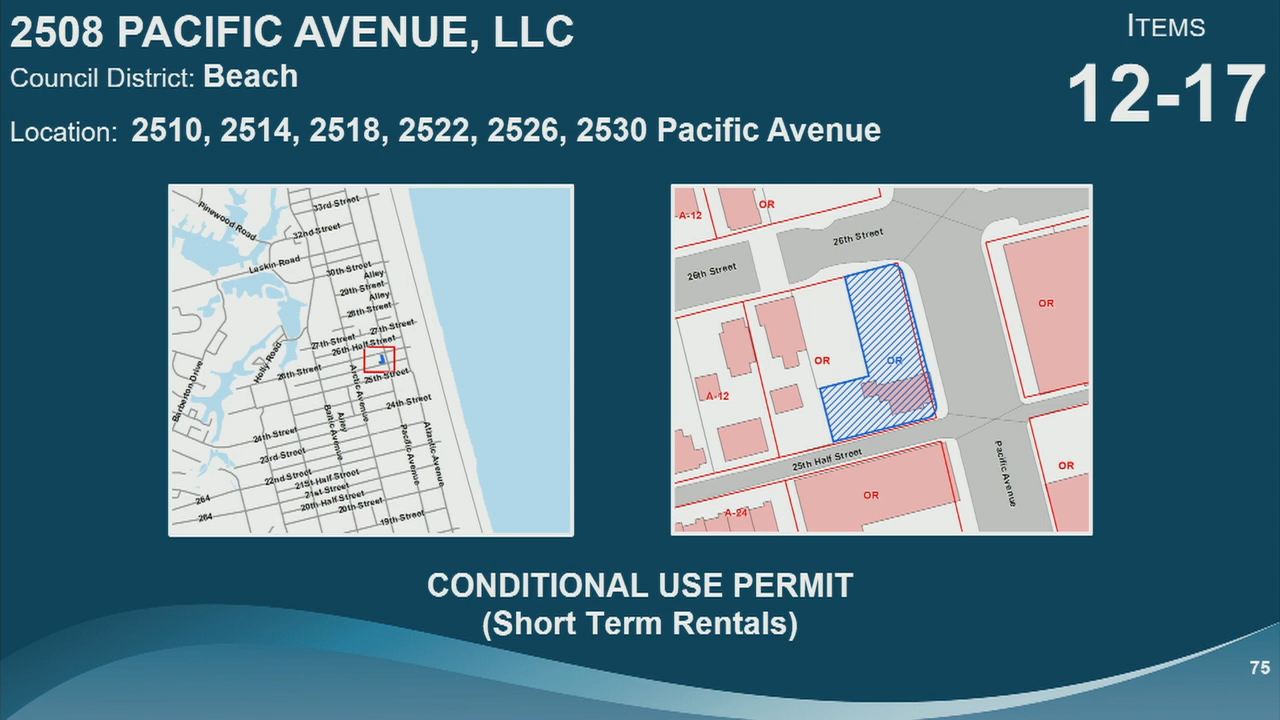 2508 PACIFIC AVENUE, LLC
ITEMS
12-17
Council District: Beach
Location: 2510, 2514, 2518, 2522, 2526, 2530 Pacific Avenue
Pinewood Road
33rd Street
32nd Street
Laskin Road
30th Street
Alley
29th Street
Alley
28th Street
27th Street
27th Street
26th Half Street
Holly Road
26th Street
25th Street
Barberton Drive
Arctic Avenue
24th Street
Baltic Avenue
Alley
Pacific Avenue
Atlantic Avenue
24th Street
23rd Street
22nd Street
21St Half Street
21st Street
20th Half Street
20th Street
19th Street
264
264
A-12
OR
26th Street
26th Street
OR
OR
OR
A-12
25th Half Street
Pacific Avenue
OR
OR
A-24
CONDITIONAL USE PERMIT
(Short Term Rentals)
75